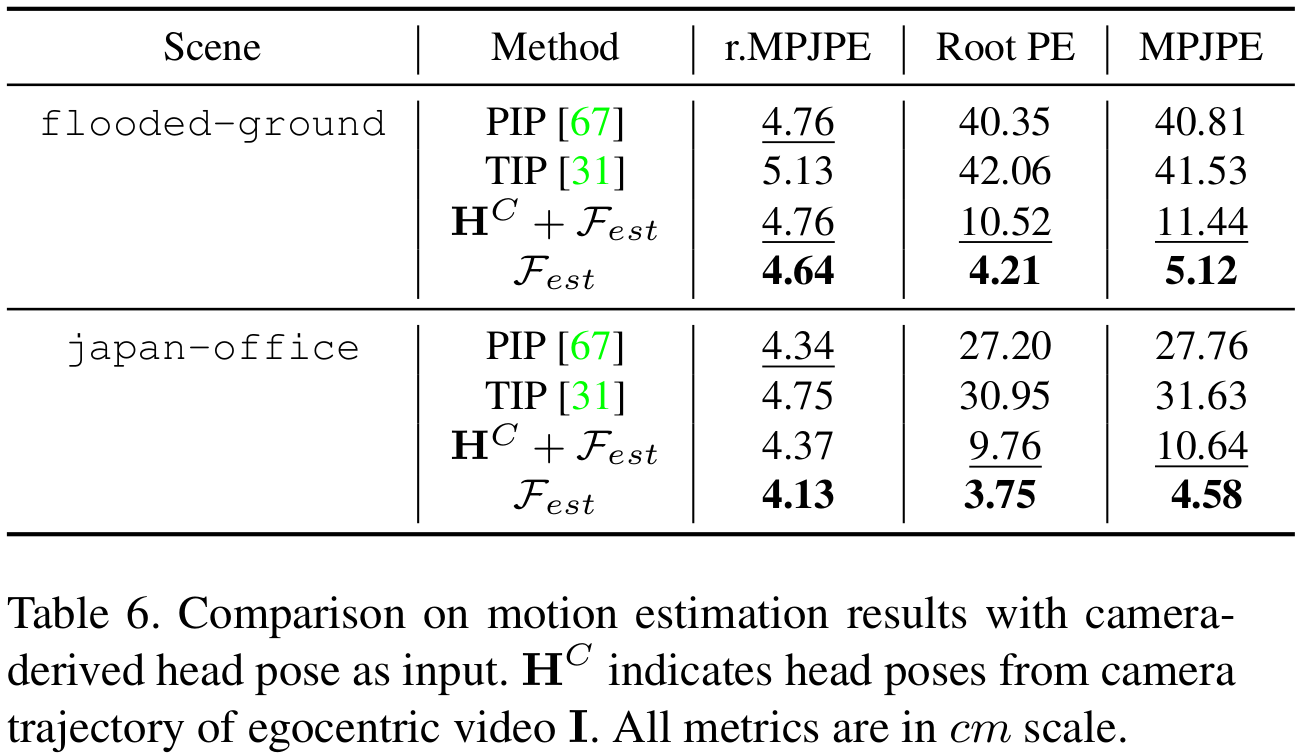 Scene Method r.MPJPE Root PE MPJPE
flooded-ground PIP [67] 4.76 40.35 40.81
TIP [31] 5.13 42.06 41.53
H^C + F_est 4.76 10.52 11.44
F_est 4.64 4.21 5.12
japan-office PIP [67] 4.34 27.20 27.76
TIP [31] 4.75 30.95 31.63
H^C + F_est 4.37 9.76 10.64
F_est 4.13 3.75 4.58
Table 6. Comparison on motion estimation results with camera-
derived head pose as input. H^C indicates head poses from camera
trajectory of egocentric video I. All metrics are in cm scale.